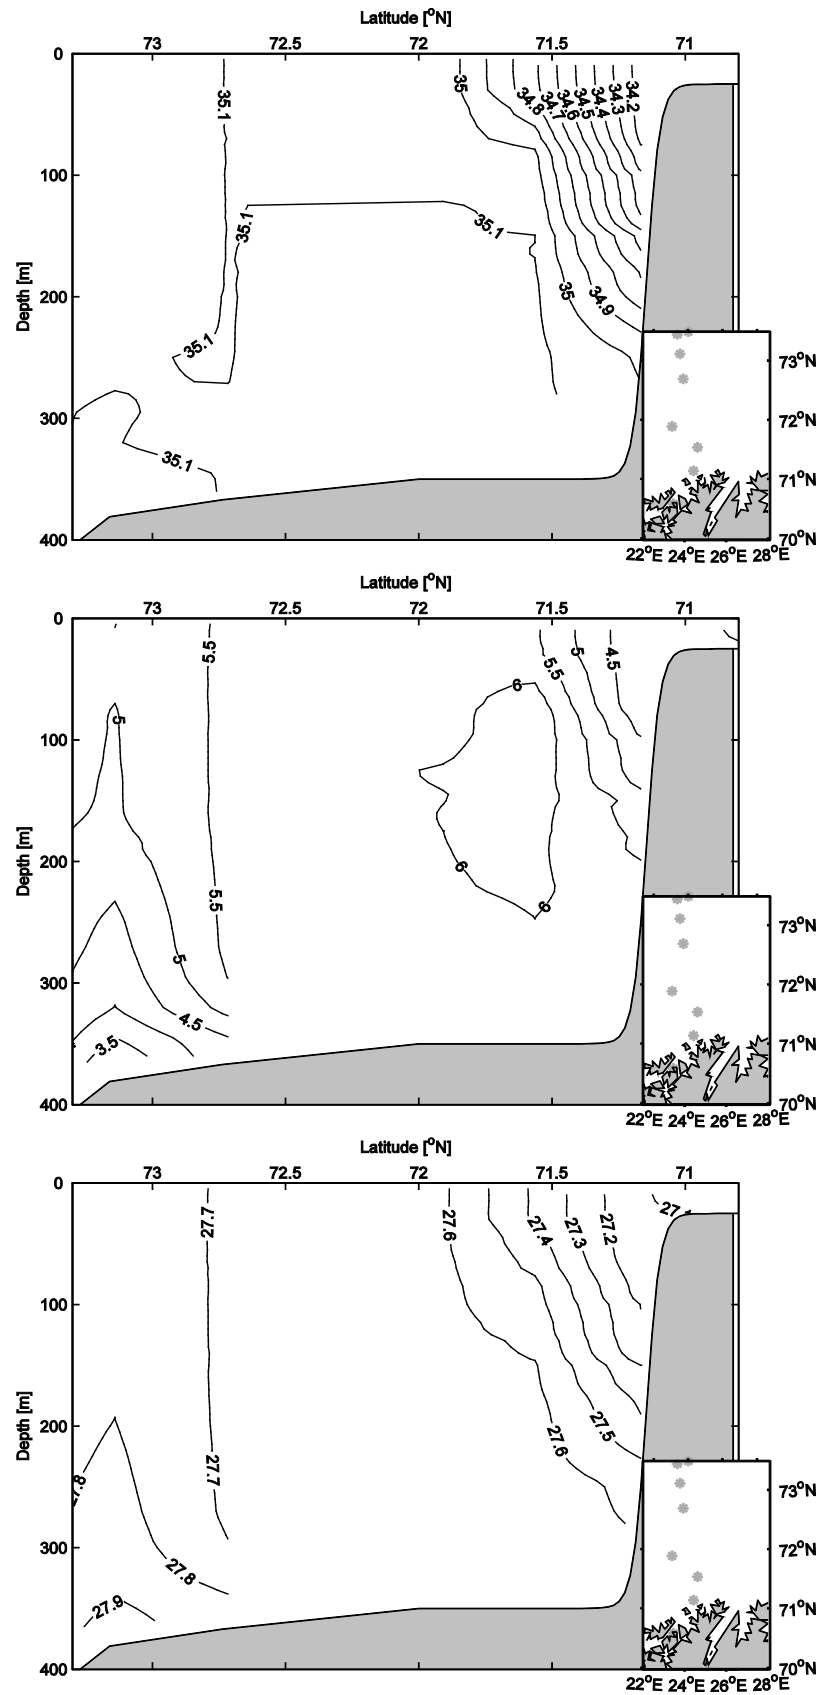 Latitude [°N]
73 72.5 72 71.5 71
0
100
200
300
400
Depth [m]
35.1
35
34.8
34.7
34.6
34.5
34.4
34.3
34.2
35.1
35.1
35
34.9
35.1
35.1
73°N
72°N
71°N
70°N
22°E 24°E 26°E 28°E
Latitude [°N]
73 72.5 72 71.5 71
0
100
200
300
400
Depth [m]
5.5
5.5
5
4.5
6
5
6
5.5
6
5
4.5
3.5
73°N
72°N
71°N
70°N
22°E 24°E 26°E 28°E
Latitude [°N]
73 72.5 72 71.5 71
0
100
200
300
400
Depth [m]
27.7
27.6
27.4
27.3
27.2
27.1
27.5
27.6
27.7
27.8
27.8
27.9
73°N
72°N
71°N
70°N
22°E 24°E 26°E 28°E